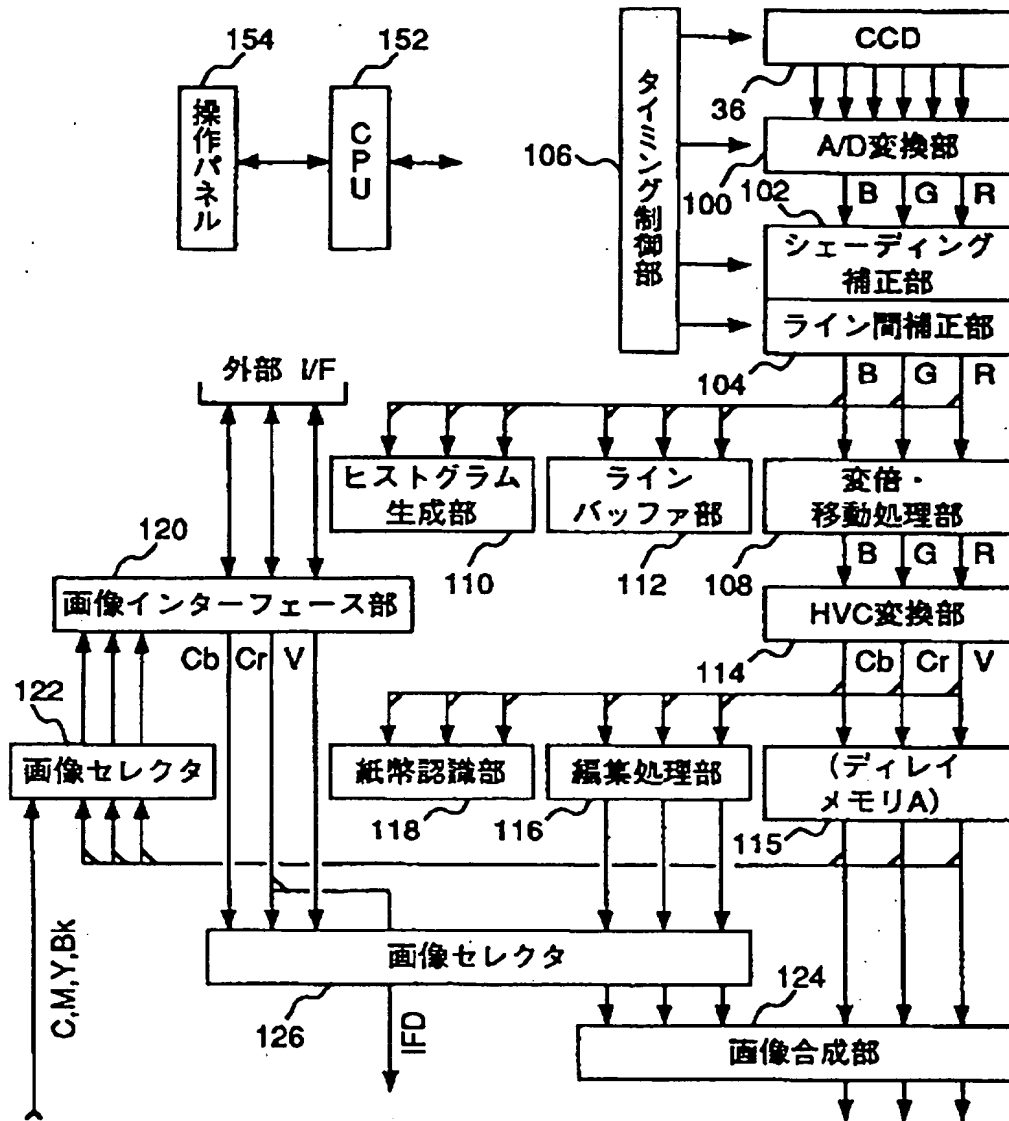 154
152
操作パネル
CPU
106
タイミング制御部
CCD
36
A/D変換部
100
102
B G R
シェーディング
補正部
ライン間補正部
104
B G R
外部 I/F
ヒストグラム
生成部
110
ライン
バッファ部
112
変倍・
移動処理部
108
B G R
120
画像インターフェース部
HVC変換部
114
Cb Cr V
Cb Cr V
122
画像セレクタ
紙幣認識部
118
編集処理部
116
(ディレイ
メモリA)
115
C,M,Y,Bk
画像セレクタ
126
IFD
124
画像合成部